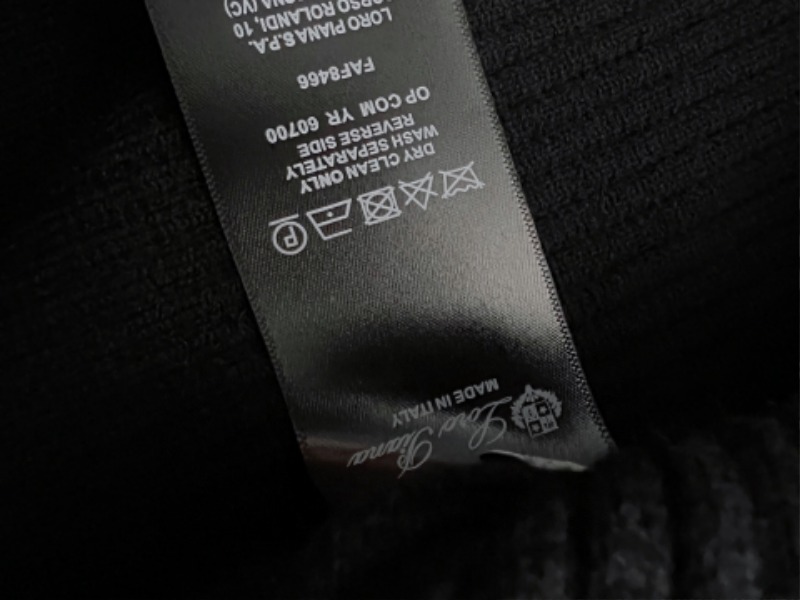 Loro Piana
MADE IN ITALY
DRY CLEAN ONLY
WASH SEPARATELY
REVERSE SIDE
OP COM YR 60700
FAF8466
LORO PIANA S.P.A.
ROLANDI, 10
(VC)